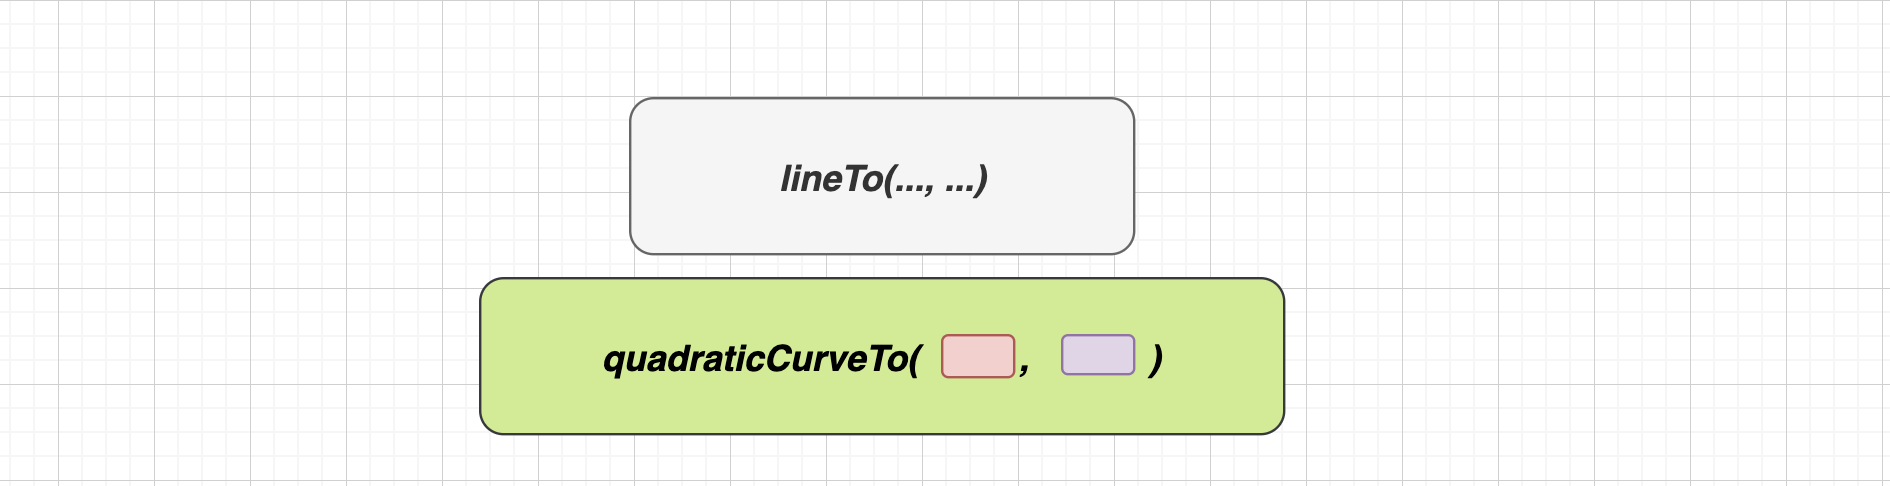 lineTo(..., ...)
quadraticCurveTo( , )